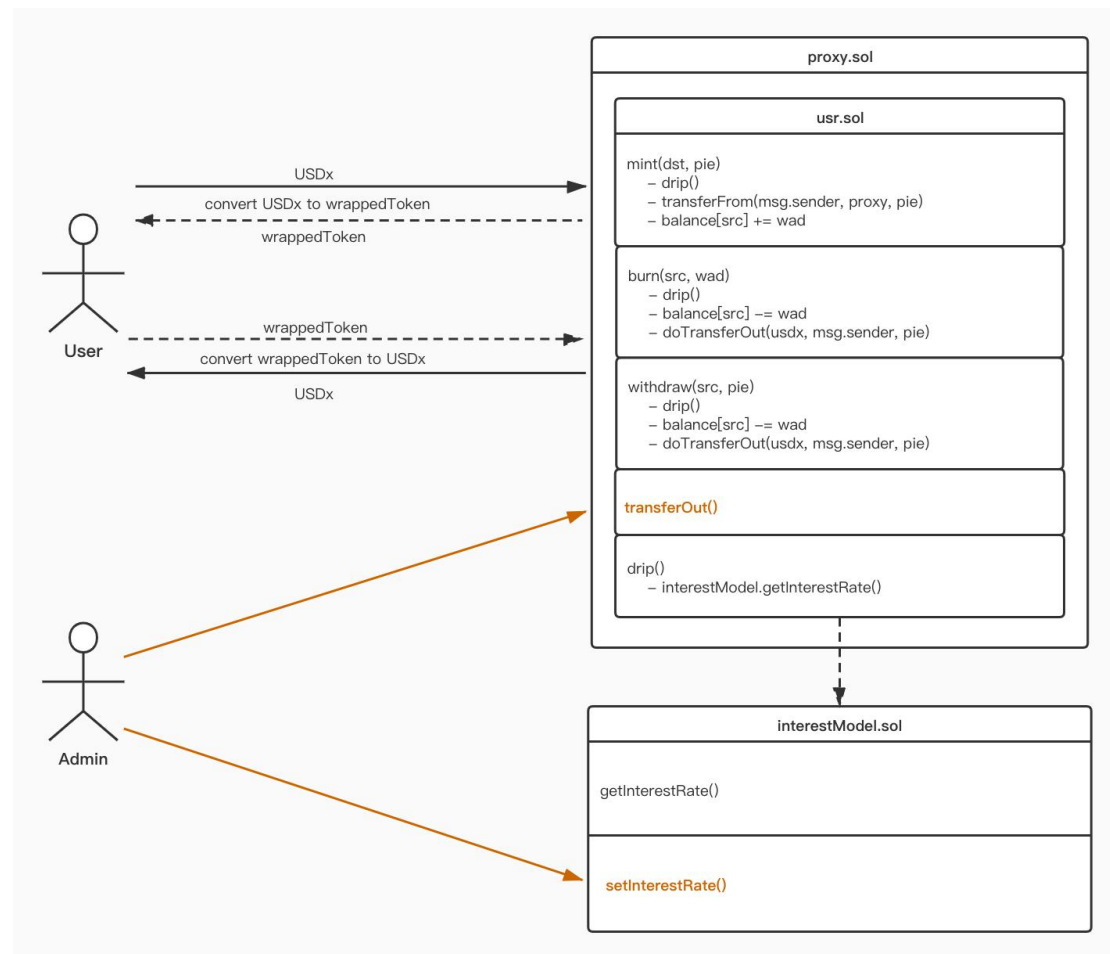 proxy.sol
usr.sol
mint(dst, pie)
– drip()
– transferFrom(msg.sender, proxy, pie)
– balance[src] += wad
burn(src, wad)
– drip()
– balance[src] –= wad
– doTransferOut(usdx, msg.sender, pie)
withdraw(src, pie)
– drip()
– balance[src] –= wad
– doTransferOut(usdx, msg.sender, pie)
transferOut()
drip()
– interestModel.getInterestRate()
USDx
convert USDx to wrappedToken
wrappedToken
User
wrappedToken
convert wrappedToken to USDx
USDx
Admin
interestModel.sol
getInterestRate()
setInterestRate()